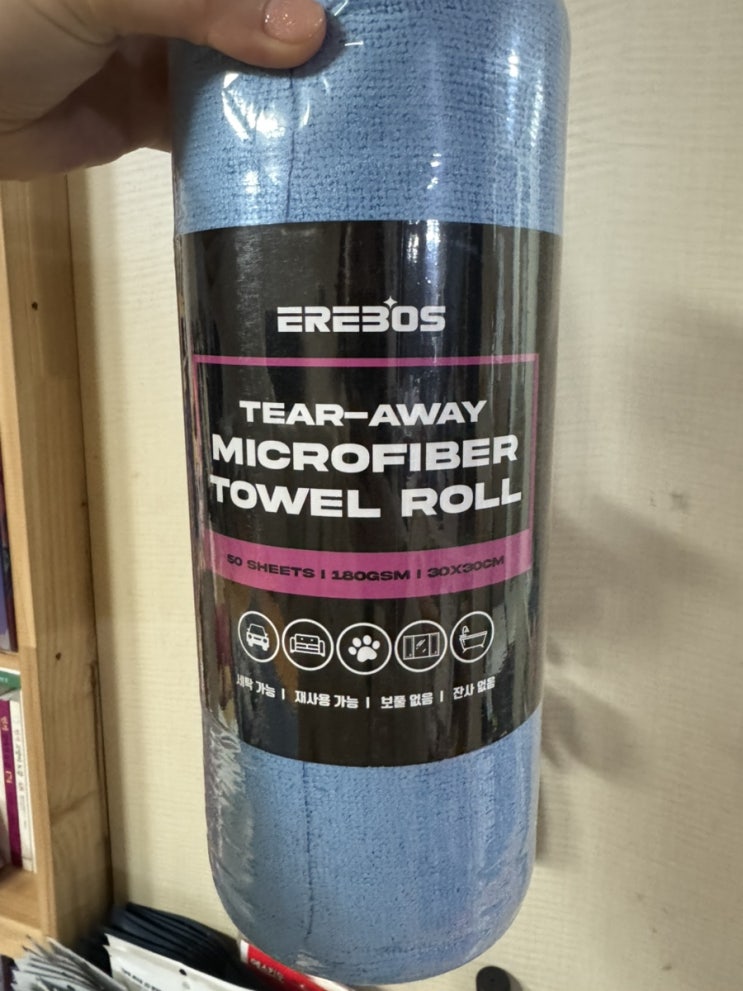 EREBOS
TEAR-AWAY
MICROFIBER
TOWEL ROLL
50 SHEETS | 180GSM | 30X30CM
세탁 가능 | 재사용 가능 | 보풀 없음 | 잔사 없음